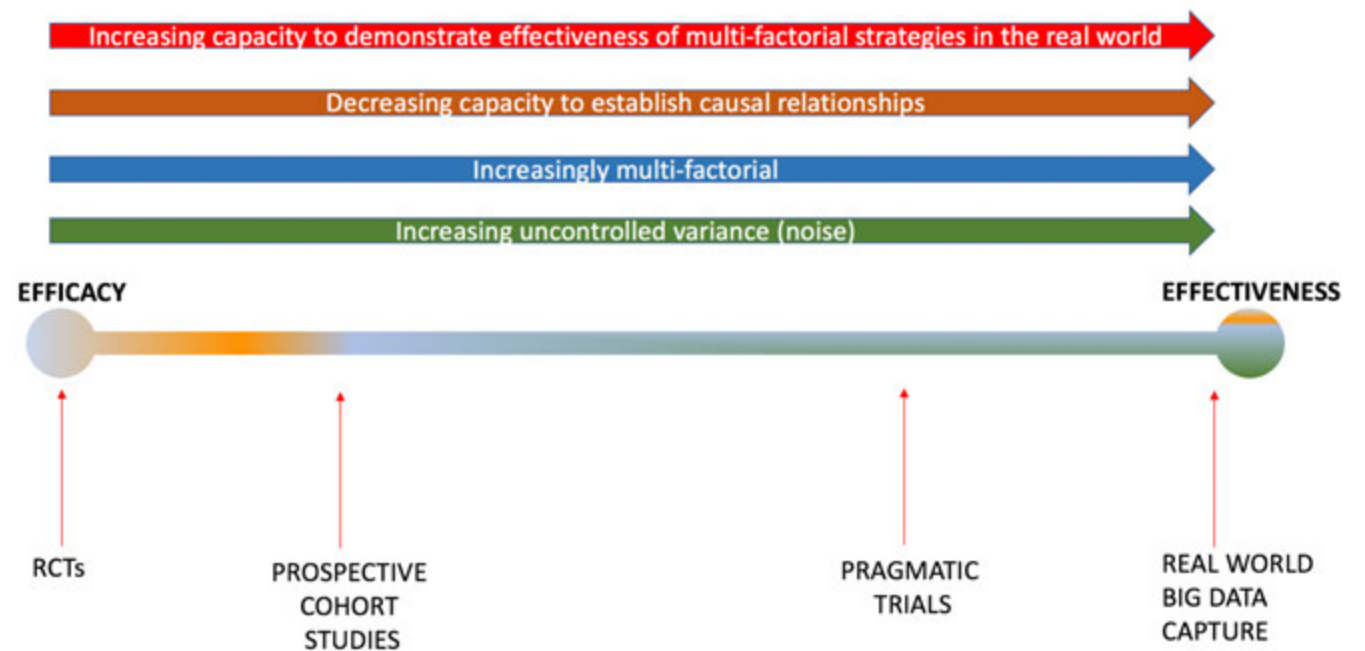 Increasing capacity to demonstrate effectiveness of multi-factorial strategies in the real world
Decreasing capacity to establish causal relationships
Increasingly multi-factorial
Increasing uncontrolled variance (noise)
EFFICACY
EFFECTIVENESS
RCTs
PROSPECTIVE
COHORT
STUDIES
PRAGMATIC
TRIALS
REAL WORLD
BIG DATA
CAPTURE